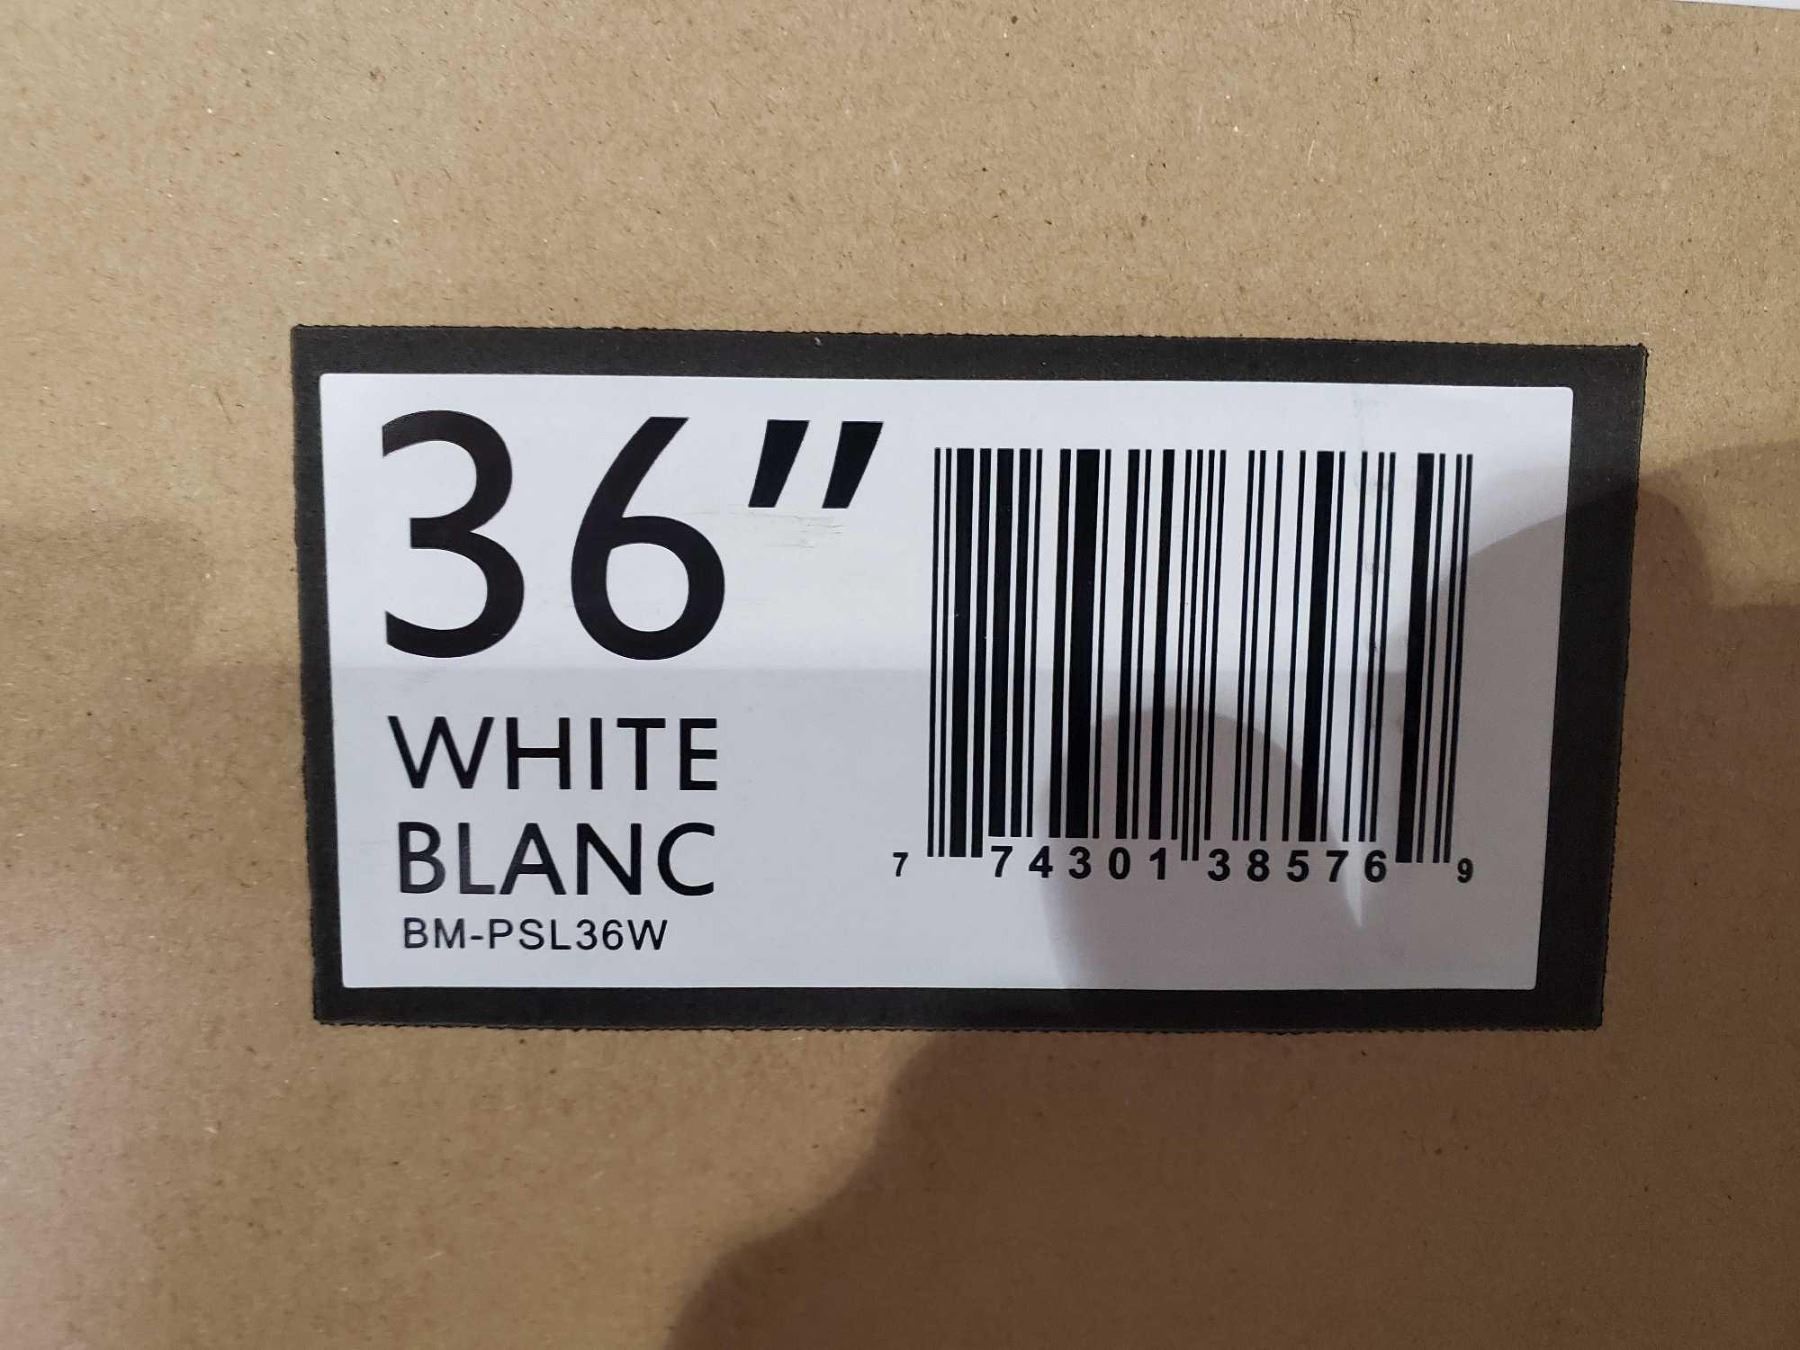 36"
WHITE
BLANC
BM-PSL36W
7 74301 38576 9